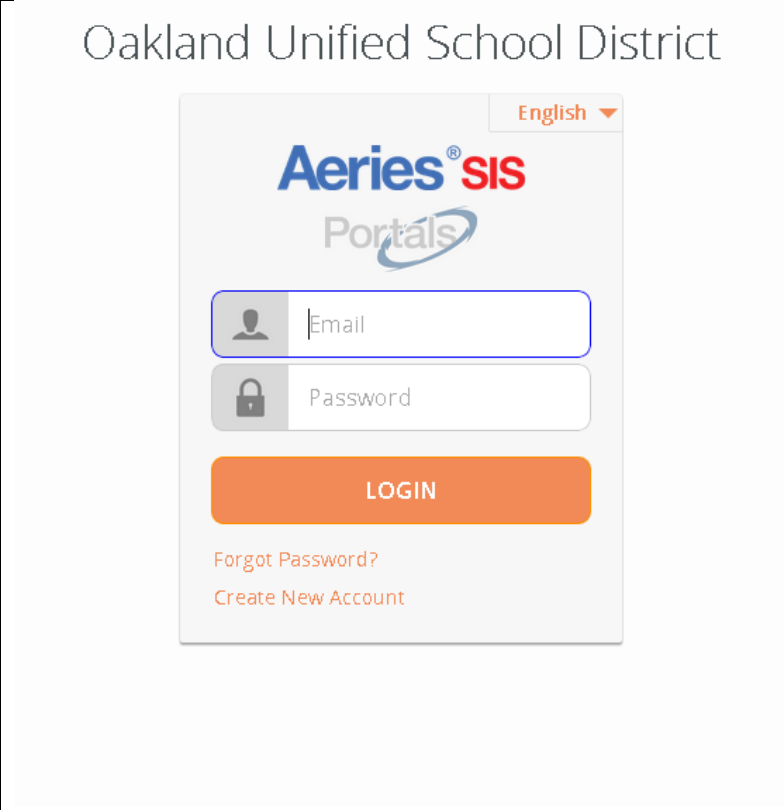 Oakland Unified School District
English
Aeries®SIS
Portals
Email
Password
LOGIN
Forgot Password?
Create New Account